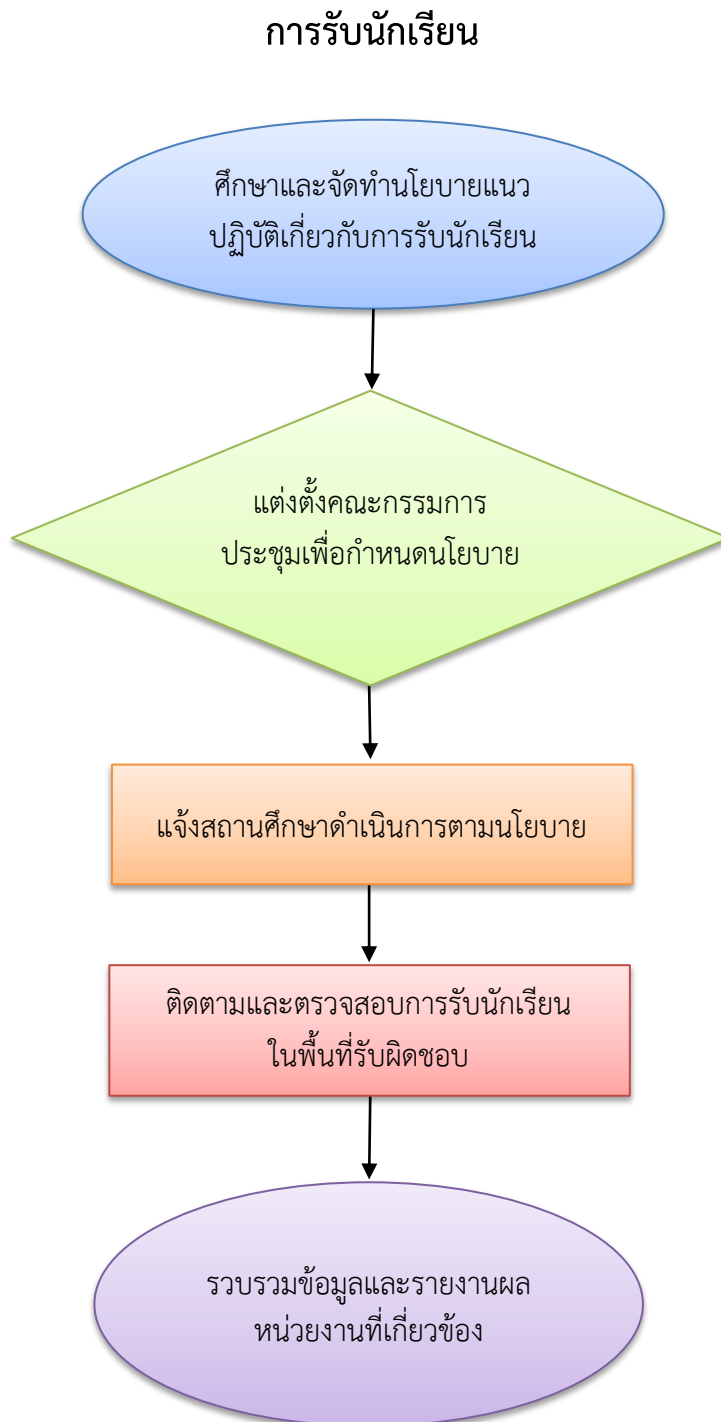 การรับนักเรียน
ศึกษาและจัดทำนโยบายแนว
ปฏิบัติเกี่ยวกับการรับนักเรียน
แต่งตั้งคณะกรรมการ
ประชุมเพื่อกำหนดนโยบาย
แจ้งสถานศึกษาดำเนินการตามนโยบาย
ติดตามและตรวจสอบการรับนักเรียน
ในพื้นที่รับผิดชอบ
รวบรวมข้อมูลและรายงานผล
หน่วยงานที่เกี่ยวข้อง